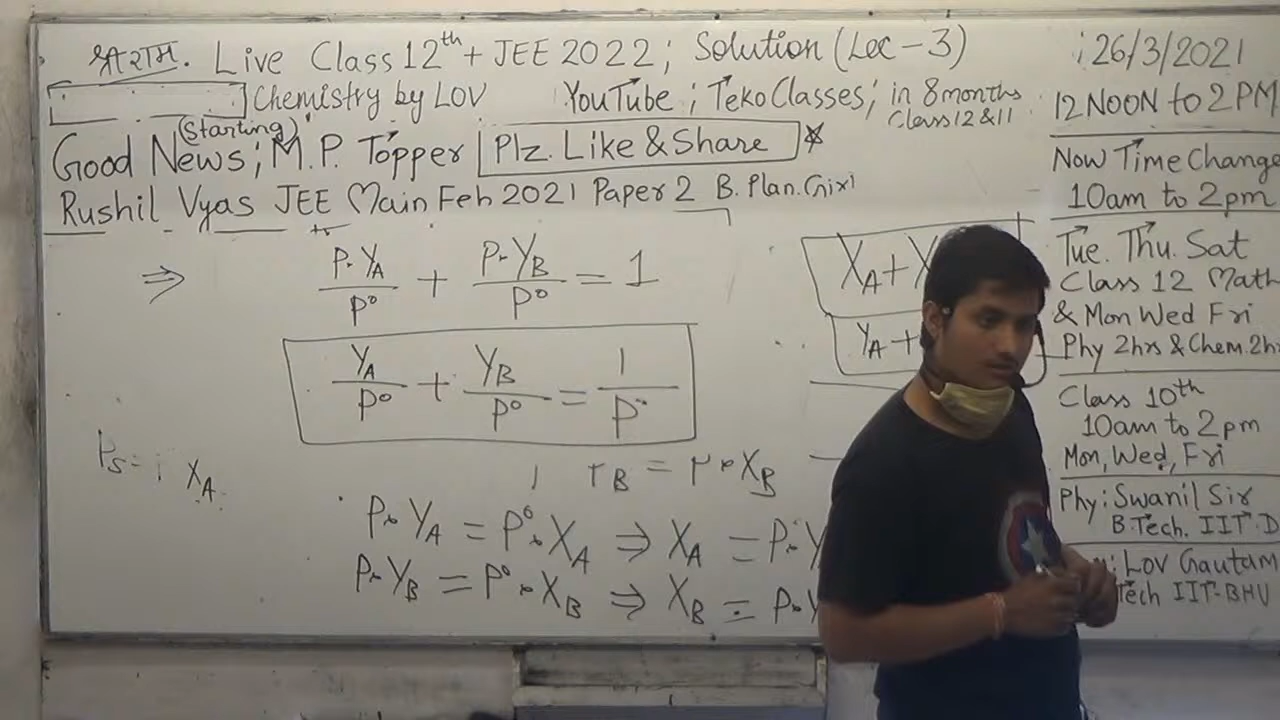 श्री राम. Live Class 12th + JEE 2022; Solution (Lec - 3)
Chemistry by LOV YouTube; TekoClasses; in 8 months
Class 12 & 11
(Starting)
Good News; M.P. Topper Plz. Like & Share
Rushil Vyas JEE Main Feb 2021 Paper 2 B. Plan.
⇒ P·YA/P° + P·YB/P° = 1
YA/P° + YB/P° = 1/P
Ps = XA
= P·XB
P·YA = P°·XA ⇒ XA = P·Y
P·YB = P°·XB ⇒ XB = P·Y
XA + X
YA +
26/3/2021
12 NOON to 2 PM
Now Time Change
10am to 2pm
Tue. Thu. Sat
Class 12 Math
& Mon Wed Fri
Phy 2hrs & Chem. 2h
Class 10th
10am to 2pm
Mon, Wed, Fri
Phy; Swanil Sir
B.Tech. IIT-D
; Lov Gautam
Tech IIT-BHU